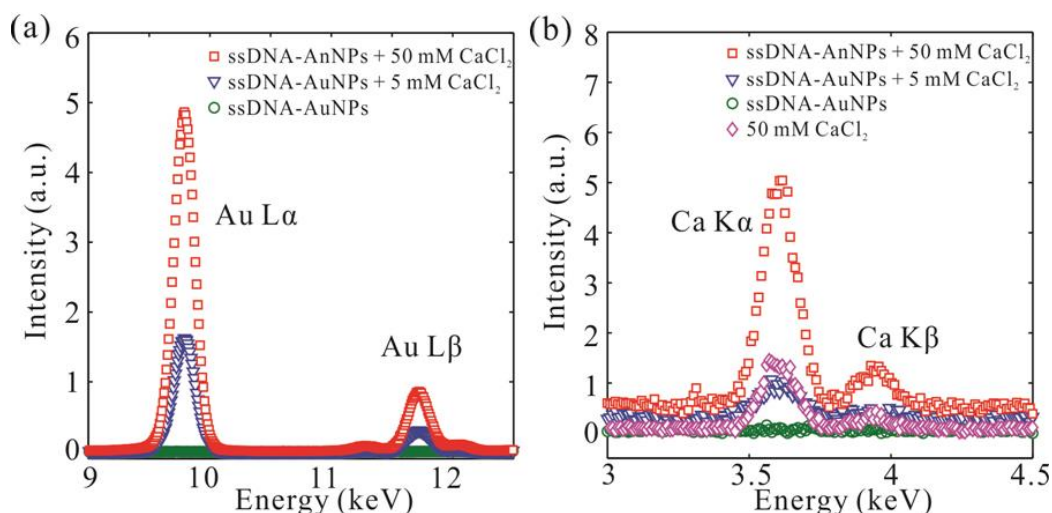 (a)
6
5
4
3
2
1
0
Intensity (a.u.)
ssDNA-AnNPs + 50 mM CaCl₂
ssDNA-AuNPs + 5 mM CaCl₂
ssDNA-AuNPs
Au Lα
Au Lβ
9 10 11 12
Energy (keV)
(b)
8
7
6
5
4
3
2
1
0
Intensity (a.u.)
ssDNA-AnNPs + 50 mM CaCl₂
ssDNA-AuNPs + 5 mM CaCl₂
ssDNA-AuNPs
50 mM CaCl₂
Ca Kα
Ca Kβ
3 3.5 4 4.5
Energy (keV)